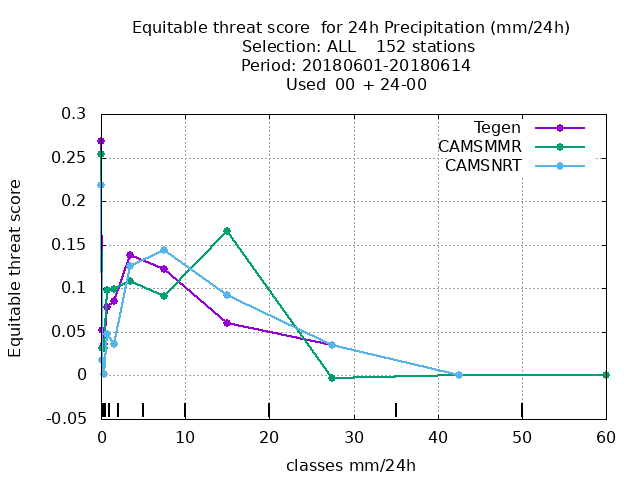 Equitable threat score  for 24h Precipitation (mm/24h)
Selection: ALL    152 stations
Period: 20180601-20180614
Used  00 + 24-00
Tegen
CAMSMMR
CAMSNRT
Equitable threat score
0.3
0.25
0.2
0.15
0.1
0.05
0
-0.05
0 10 20 30 40 50 60
classes mm/24h